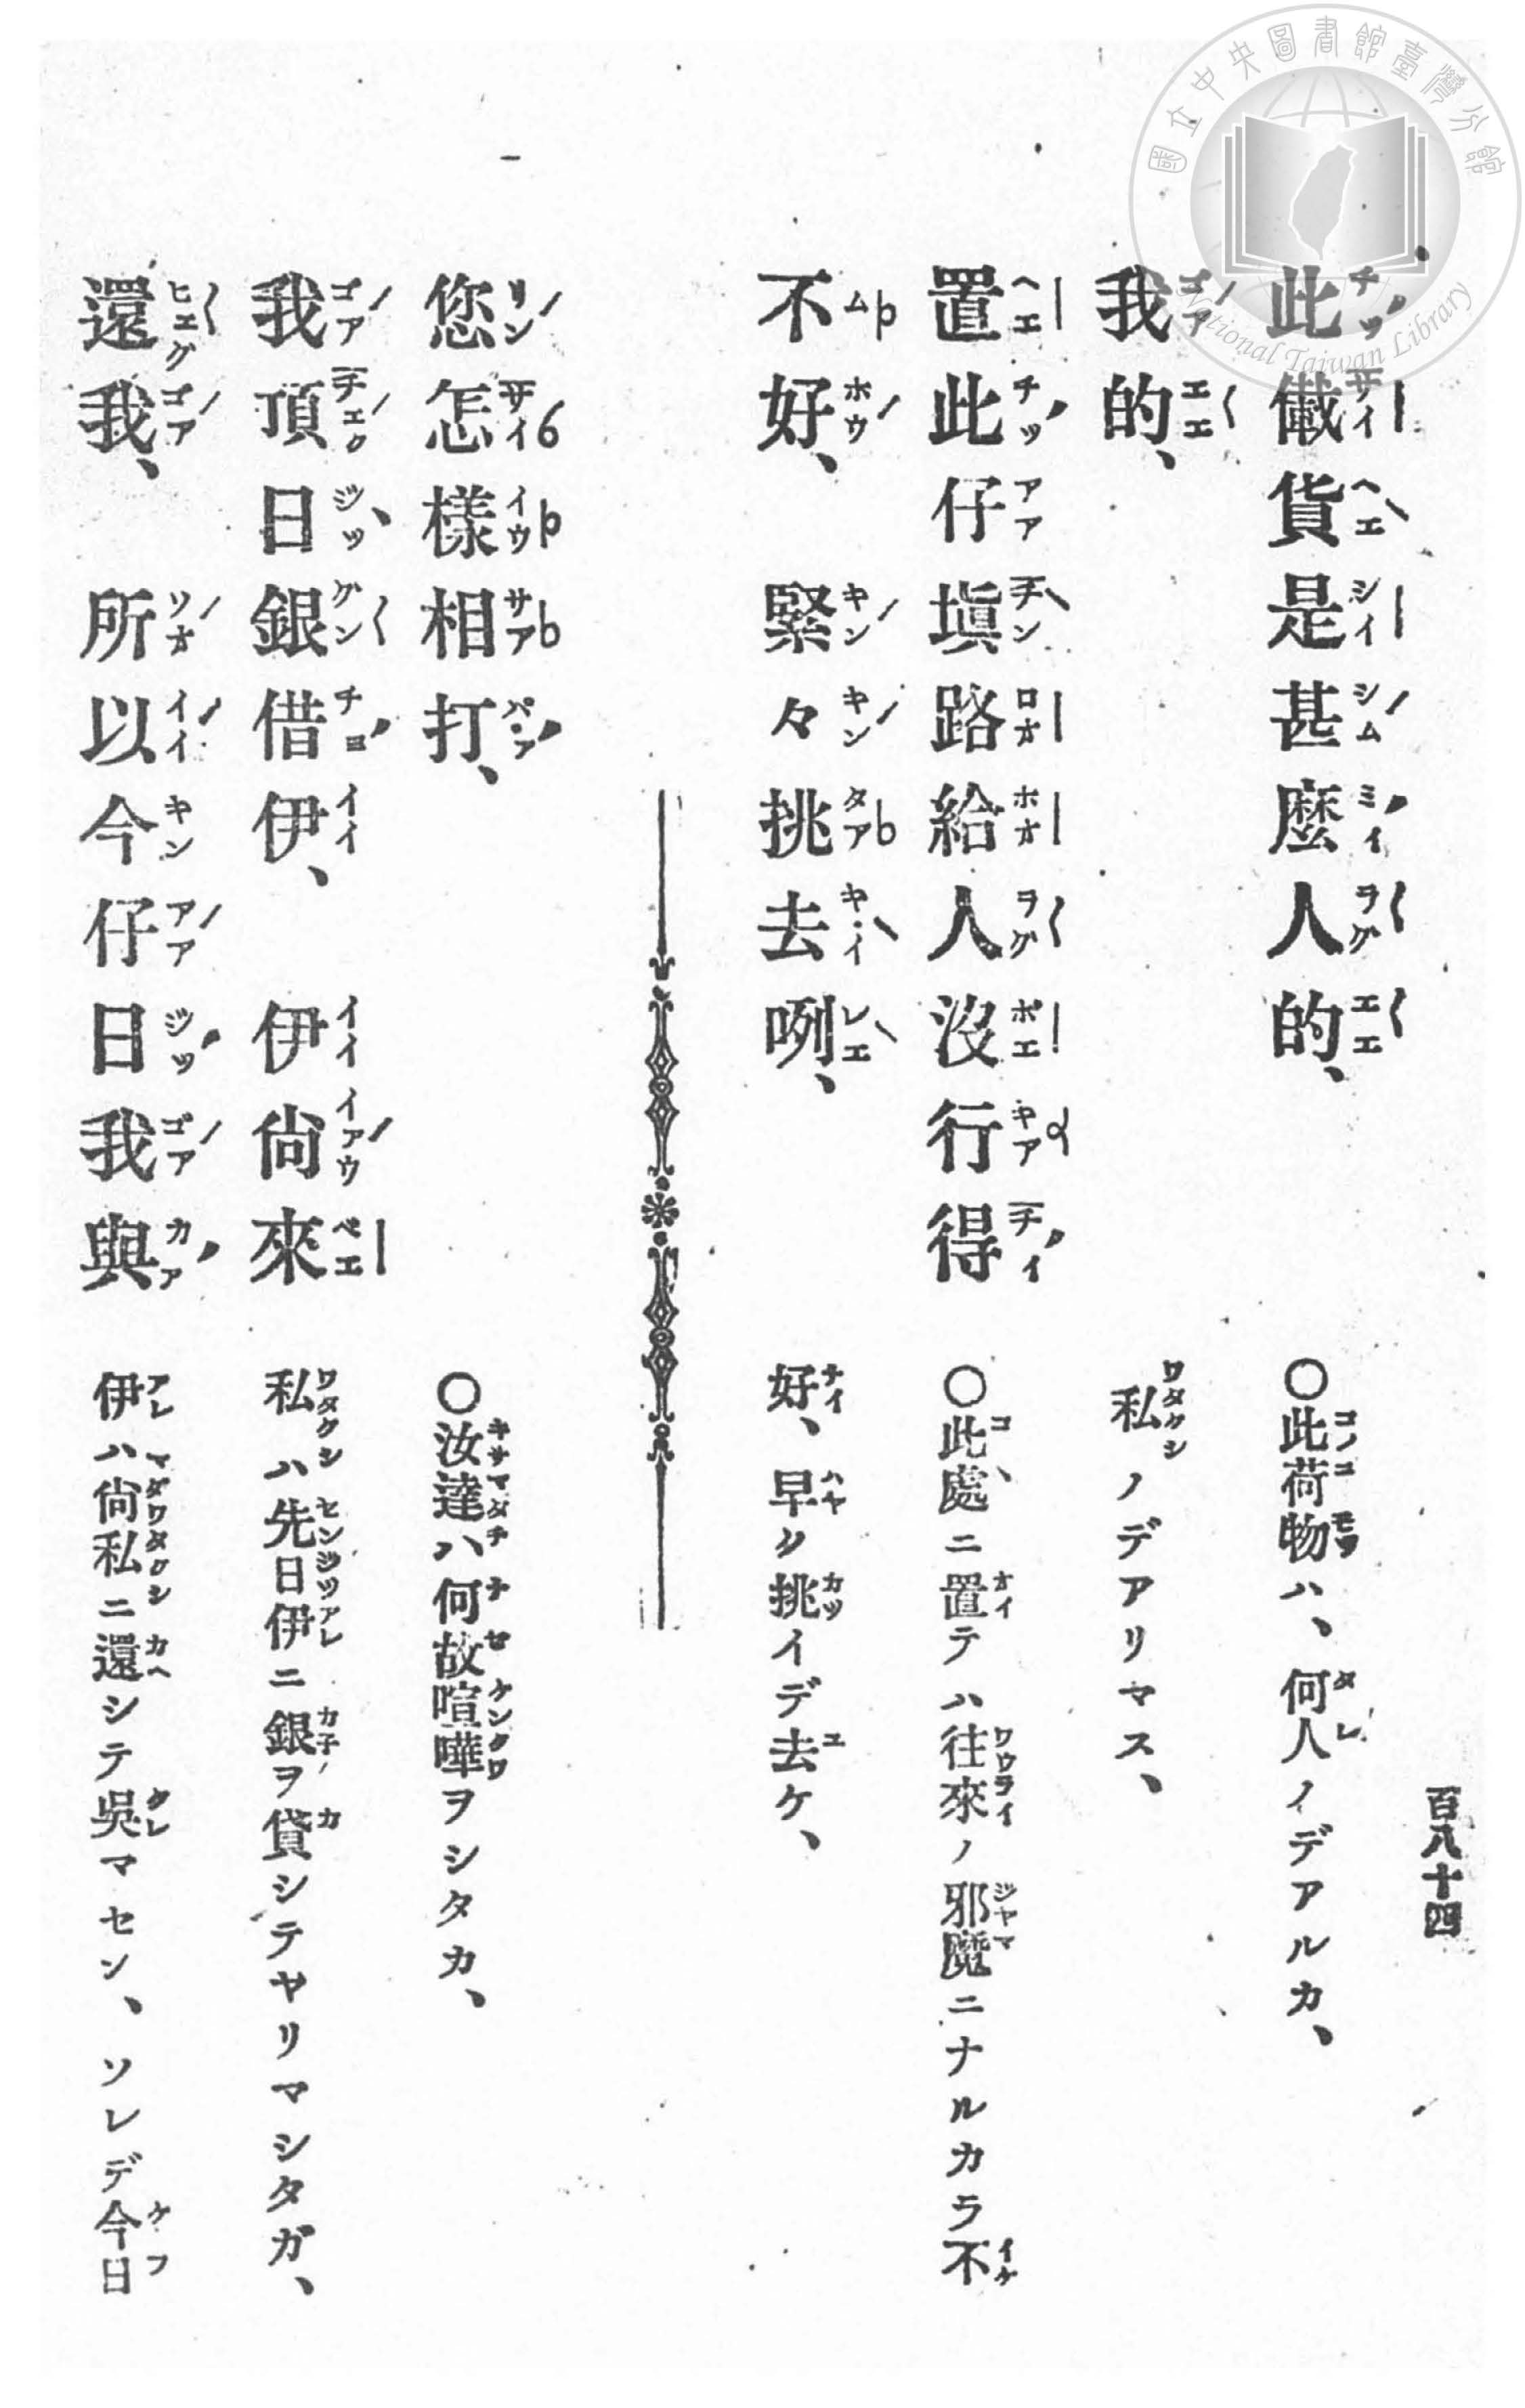 國立中央圖書館臺灣分館
National Taiwan Library
百八十四
此儎貨是甚麽人的、
○此荷物ハ、何人ノデアルカ、
我的、
私ノデアリマス、
置此仔塡路給人沒行得
○此處ニ置テハ往來ノ邪魔ニナルカラ不
不好、緊々挑去咧、
好、早ク挑イデ去ケ、
您怎樣相打、
○汝達ハ何故喧嘩ヲシタカ、
我頂日銀借伊、伊尙來
私ハ先日伊ニ銀ヲ貸シテヤリマシタガ、
還我、所以今仔日我與
伊ハ尙私ニ還シテ吳マセン、ソレデ今日